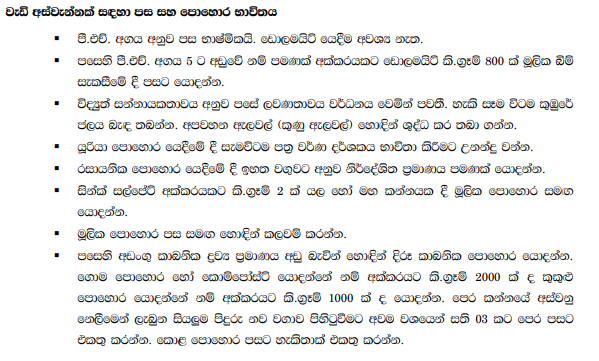 වැඩි අස්වැන්නක් සඳහා පස සහ පොහොර භාවිතය
▪ පී.එච්. අගය අනුව පස භාෂ්මිකයි. ඩොලමයිට් යෙදීම අවශ්‍ය නැත.
▪ පසෙහි පී.එච්. අගය 5 ට අඩුවේ නම් පමණක් අක්කරයකට ඩොලමයිට් කි.ග්‍රෑම් 800 ක් මූලික බිම්
සැකසීමේ දී පසට යොදන්න.
▪ විද්‍යුත් සන්නායකතාවය අනුව පසේ ලවණතාවය වර්ධනය වෙමින් පවතී. හැකි සෑම විටම කුඹුරේ
ජලය බැඳ තබන්න. අපවහන ඇලවල් (කුණු ඇලවල්) හොඳින් ශුද්ධ කර තබා ගන්න.
▪ යූරියා පොහොර යෙදීමේ දී සැමවිටම පත්‍ර වර්ණ දර්ශකය භාවිතා කිරීමට උනන්දු වන්න.
▪ රසායනික පොහොර යෙදීමේ දී ඉහත වගුවට අනුව නිර්දේශිත ප්‍රමාණය පමණක් යොදන්න.
▪ සින්ක් සල්පේට් අක්කරයකට කි.ග්‍රෑම් 2 ක් යල හෝ මහ කන්නයක දී මූලික පොහොර සමඟ
යොදන්න.
▪ මූලික පොහොර පස සමඟ හොඳින් කලවම් කරන්න.
▪ පසෙහි අඩංගු කාබනික ද්‍රව්‍ය ප්‍රමාණය අඩු බැවින් හොඳින් දිරූ කාබනික පොහොර යොදන්න.
ගොම පොහොර හෝ කොම්පෝස්ට් යොදන්නේ නම් අක්කරයට කි.ග්‍රෑම් 2000 ක් ද කුකුළු
පොහොර යොදන්නේ නම් අක්කරයට කි.ග්‍රෑම් 1000 ක් ද යොදන්න. පෙර කන්නයේ අස්වනු
නෙලීමෙන් ලැබුන සියලුම පිදුරු නව වගාව පිහිටුවීමට අවම වශයෙන් සති 03 කට පෙර පසට
එකතු කරන්න. කොළ පොහොර පසට හැකිතාක් එකතු කරන්න.